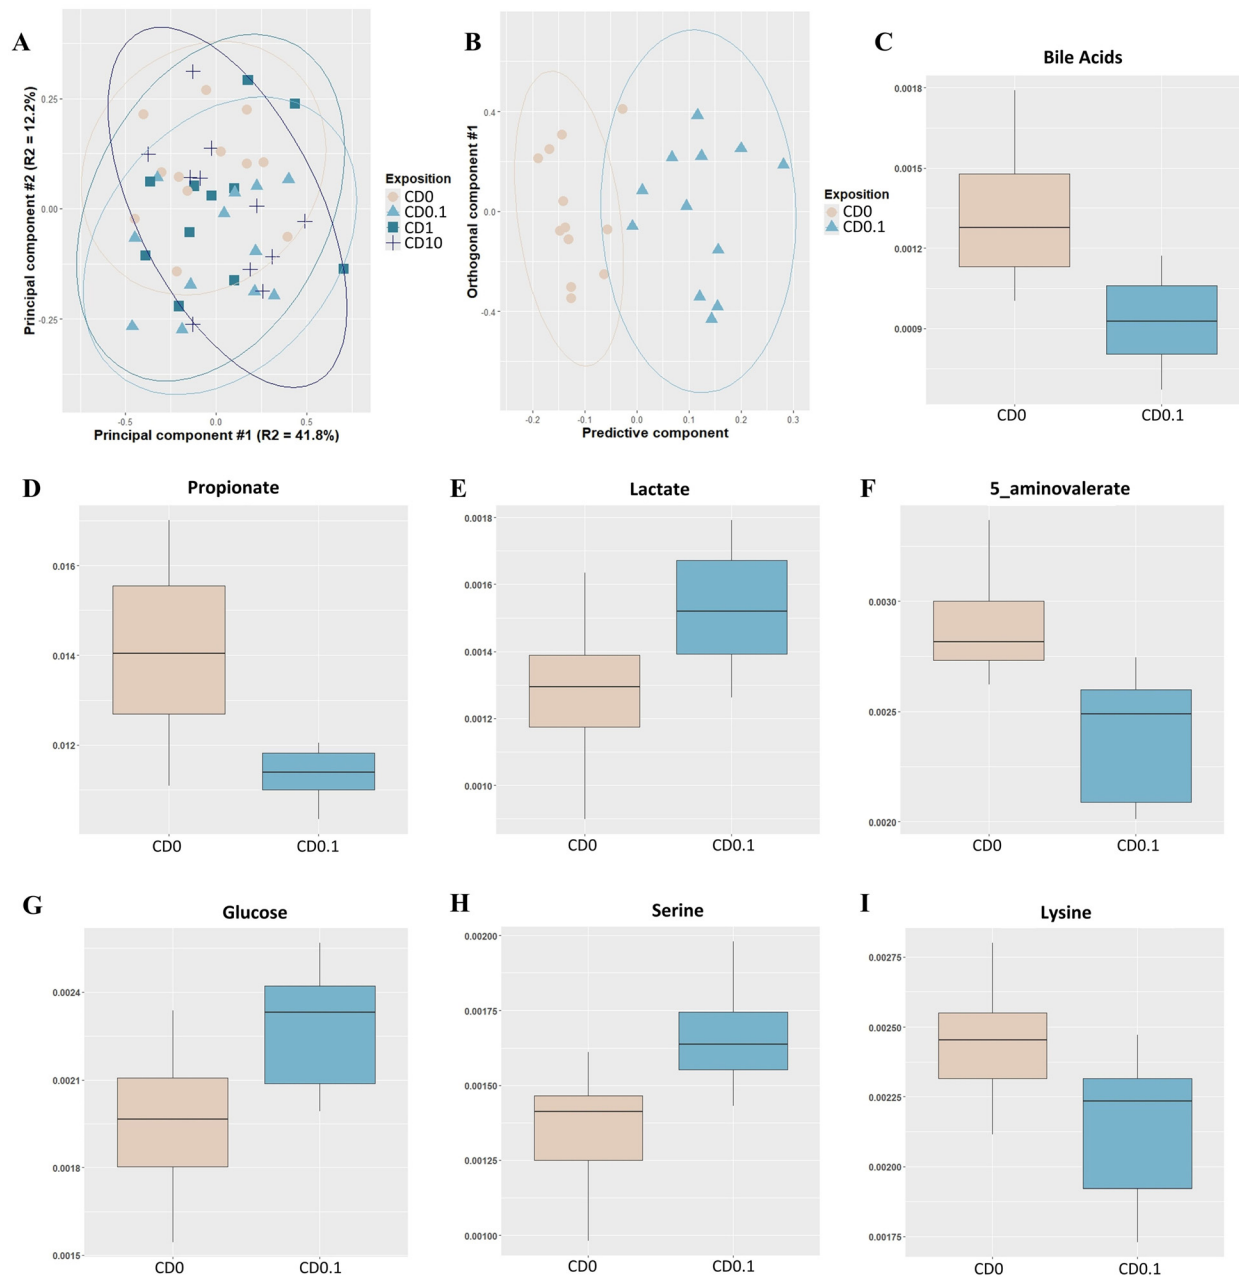 A
Principal component #2 (R2 = 12.2%)
0.25
0.00
-0.25
-0.5
0.0
0.5
Principal component #1 (R2 = 41.8%)
Exposition
CD0
CD0.1
CD1
CD10
B
Orthogonal component #1
0.4
0.0
-0.4
-0.2
-0.1
0.0
0.1
0.2
0.3
Predictive component
Exposition
CD0
CD0.1
C
Bile Acids
0.0018
0.0015
0.0012
0.0009
CD0
CD0.1
D
Propionate
0.016
0.014
0.012
CD0
CD0.1
E
Lactate
0.0018
0.0016
0.0014
0.0012
0.0010
CD0
CD0.1
F
5_aminovalerate
0.0030
0.0025
0.0020
CD0
CD0.1
G
Glucose
0.0024
0.0021
0.0018
0.0015
CD0
CD0.1
H
Serine
0.00200
0.00175
0.00150
0.00125
0.00100
CD0
CD0.1
I
Lysine
0.00275
0.00250
0.00225
0.00200
0.00175
CD0
CD0.1